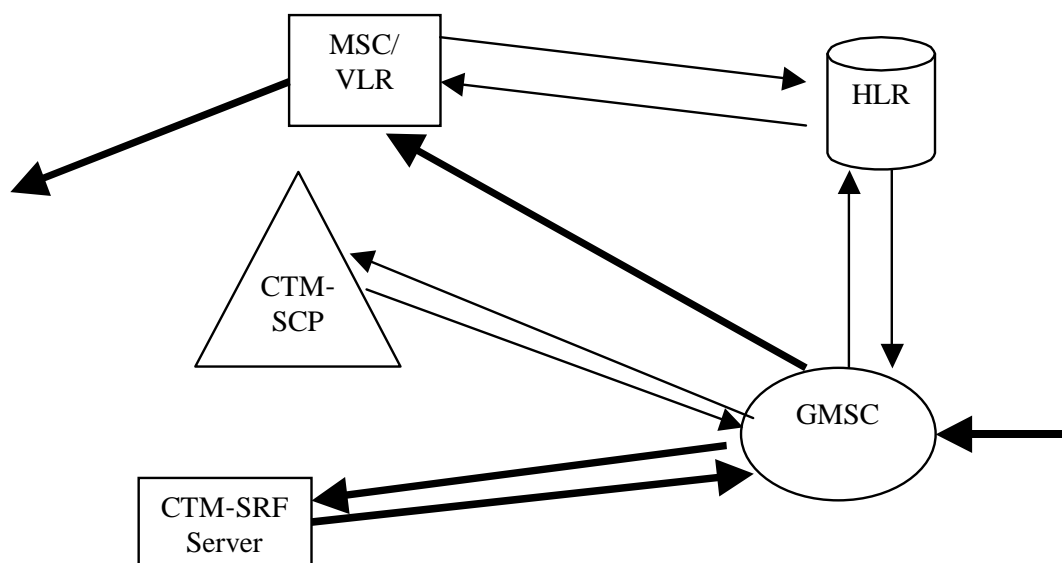 MSC/
VLR
HLR
CTM-
SCP
GMSC
CTM-SRF
Server